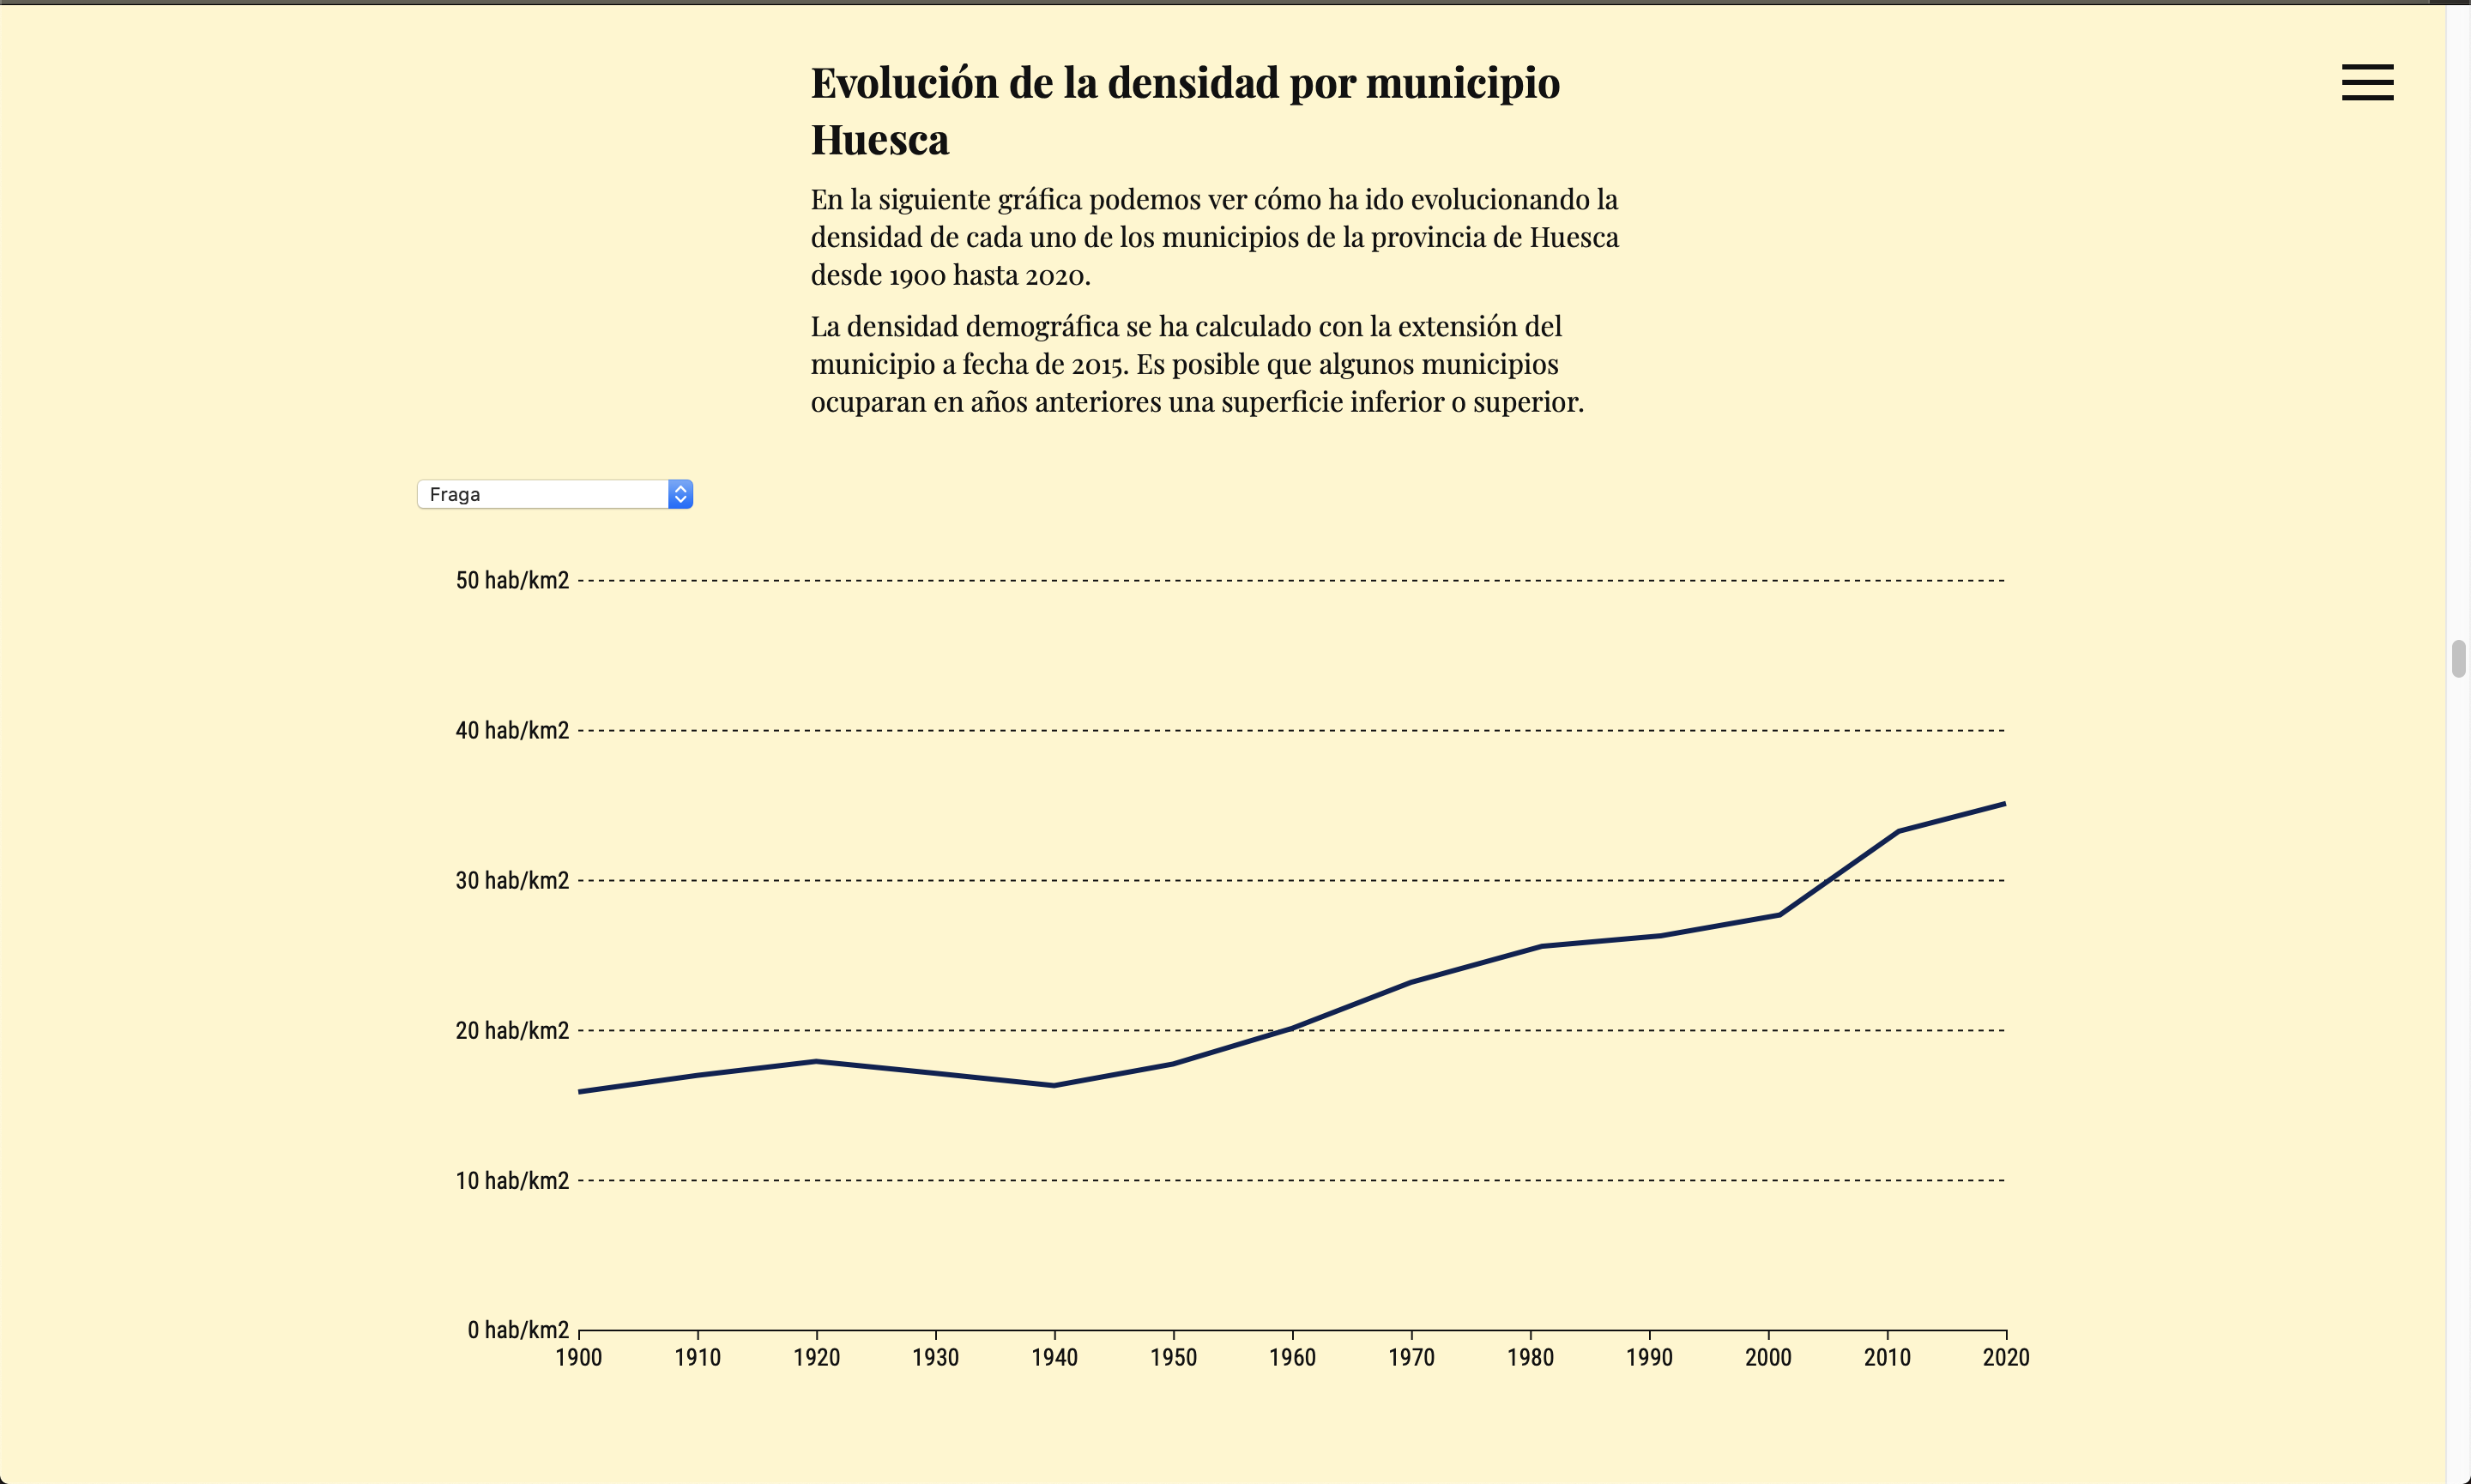 Evolución de la densidad por municipio
Huesca
En la siguiente gráfica podemos ver cómo ha ido evolucionando la
densidad de cada uno de los municipios de la provincia de Huesca
desde 1900 hasta 2020.
La densidad demográfica se ha calculado con la extensión del
municipio a fecha de 2015. Es posible que algunos municipios
ocuparan en años anteriores una superficie inferior o superior.
Fraga
50 hab/km2
40 hab/km2
30 hab/km2
20 hab/km2
10 hab/km2
0 hab/km2
1900 1910 1920 1930 1940 1950 1960 1970 1980 1990 2000 2010 2020